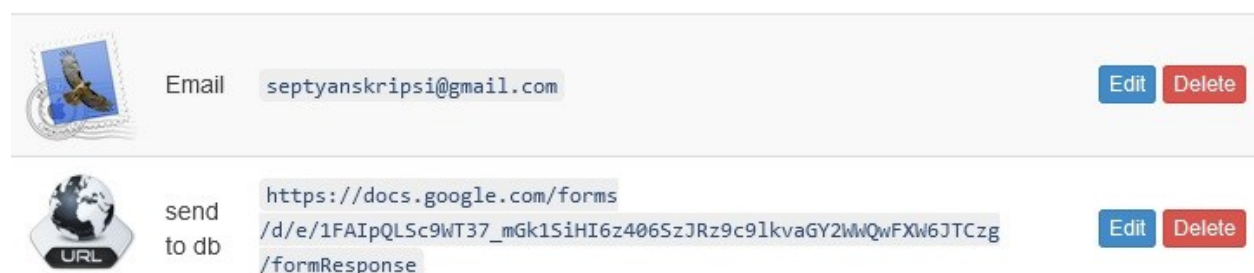 Email septyanskripsi@gmail.com Edit Delete
https://docs.google.com/forms
send to db /d/e/1FAIpQLSc9WT37_mGk1SiHI6z406SzJRz9c9lkvaGY2WWQwFXW6JTCzg Edit Delete
/formResponse
URL